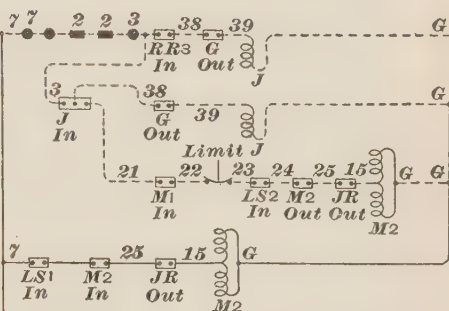 7 7 2 2 3 38 39 G
RR3 G J
In Out
3 38 G
J G 39
In Out Limit J
21 22 23 24 25 15 G G
M1 LS2 M2 JR
In In Out Out M2
7 25 15 G
LS1 M2 JR
In In Out M2